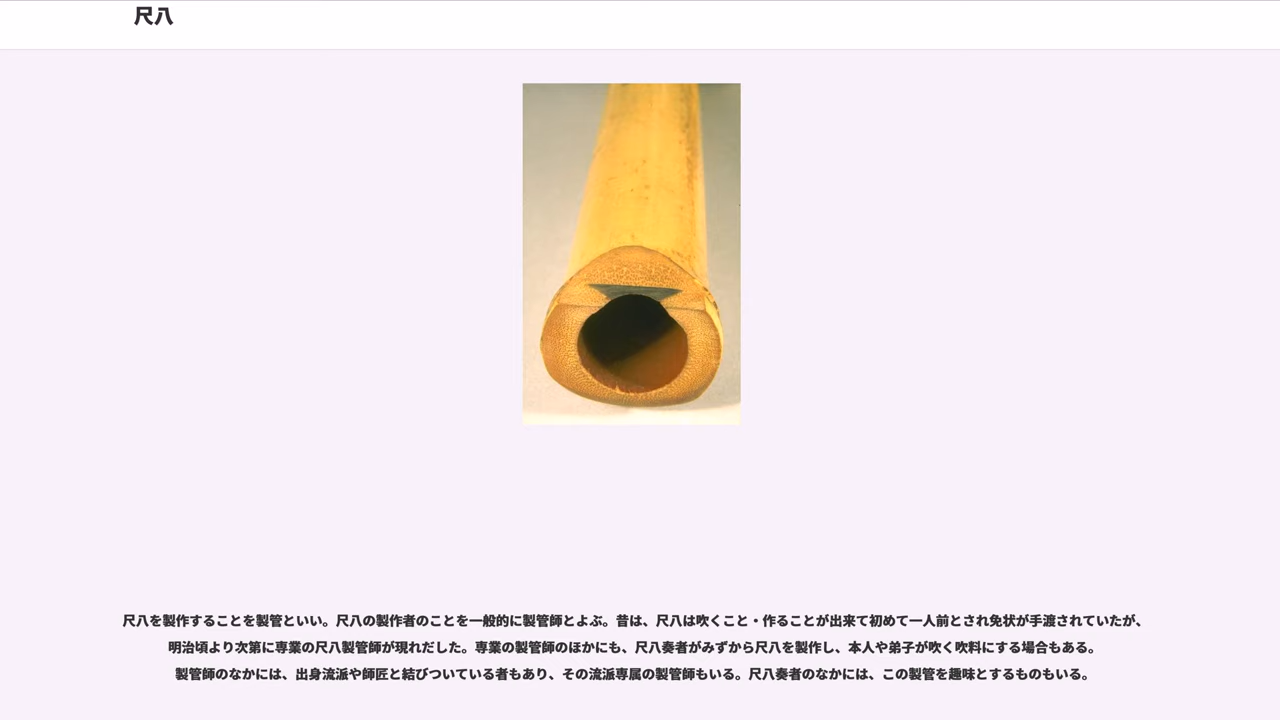 尺八
尺八を製作することを製管といい。尺八の製作者のことを一般的に製管師とよぶ。昔は、尺八は吹くこと・作ることが出来て初めて一人前とされ免状が手渡されていたが、
明治頃より次第に専業の尺八製管師が現れだした。専業の製管師のほかにも、尺八奏者がみずから尺八を製作し、本人や弟子が吹く吹料にする場合もある。
製管師のなかには、出身流派や師匠と結びついている者もあり、その流派専属の製管師もいる。尺八奏者のなかには、この製管を趣味とするものもいる。